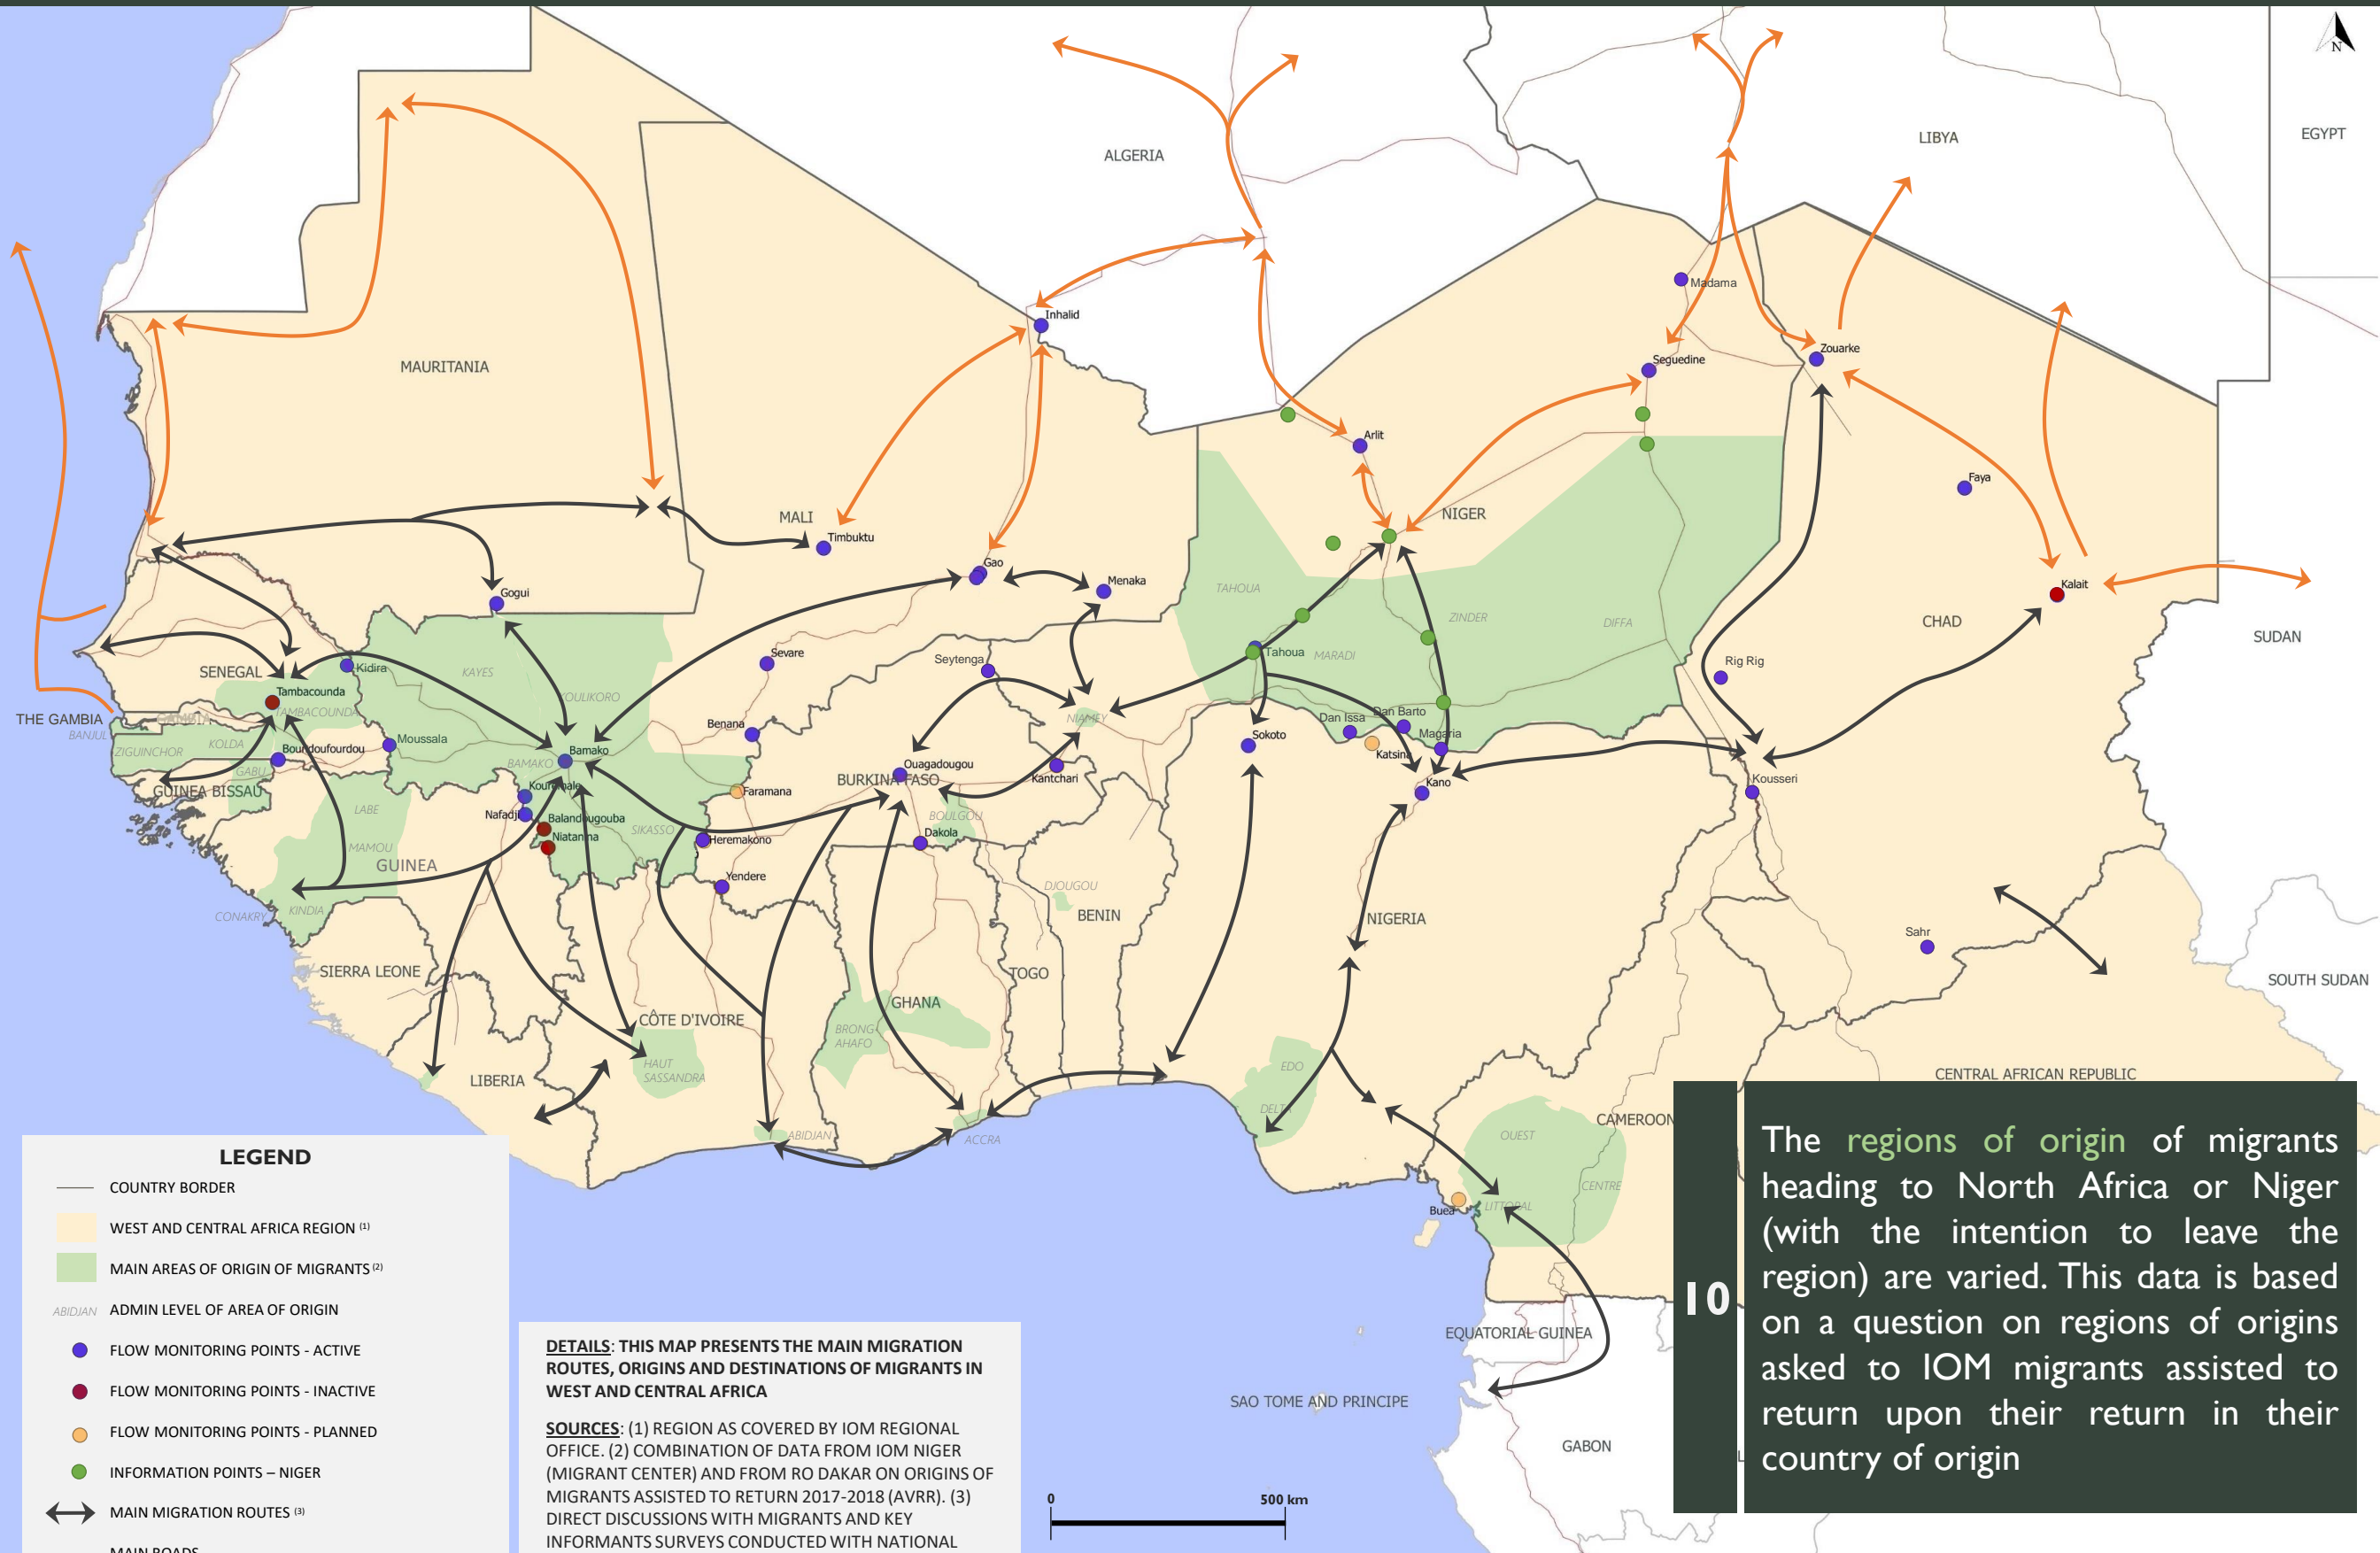 N
ALGERIA
LIBYA
EGYPT
Madama
Inhalid
MAURITANIA
Zouarke
Seguedine
Arlit
Faya
MALI
NIGER
Timbuktu
Gao
Menaka
Kalait
Gogui
TAHOUA
ZINDER
DIFFA
CHAD
SUDAN
SENEGAL
Kidira
KAYES
KOULIKORO
Sevare
Seytenga
Tahoua
MARADI
Rig Rig
Tambacounda
TAMBACOUNDA
THE GAMBIA
GAMBIA
BANJUL
NIAMEY
Benana
Dan Issa
Dan Barto
Magaria
Sokoto
Katsina
ZIGUINCHOR
KOLDA
Boundoufourdou
Moussala
Bamako
BAMAKO
GABU
GUINEA BISSAU
Ouagadougou
BURKINA FASO
Kantchari
Kano
Kousseri
Kouremale
Faramana
Nafadji
Balandougouba
Niatanina
LABE
MAMOU
GUINEA
SIKASSO
Heremakono
BOULGOU
Dakola
Yendere
DJOUGOU
BENIN
NIGERIA
CONAKRY
KINDIA
Sahr
SIERRA LEONE
TOGO
GHANA
SOUTH SUDAN
CÔTE D'IVOIRE
BRONG-
AHAFO
HAUT
SASSANDRA
LIBERIA
EDO
DELTA
CENTRAL AFRICAN REPUBLIC
CAMEROON
ABIDJAN
ACCRA
OUEST
CENTRE
LITTORAL
Buea
EQUATORIAL GUINEA
SAO TOME AND PRINCIPE
GABON
LEGEND
COUNTRY BORDER
WEST AND CENTRAL AFRICA REGION (1)
MAIN AREAS OF ORIGIN OF MIGRANTS (2)
ABIDJAN ADMIN LEVEL OF AREA OF ORIGIN
FLOW MONITORING POINTS - ACTIVE
FLOW MONITORING POINTS - INACTIVE
FLOW MONITORING POINTS - PLANNED
INFORMATION POINTS – NIGER
MAIN MIGRATION ROUTES (3)
MAIN ROADS
DETAILS: THIS MAP PRESENTS THE MAIN MIGRATION
ROUTES, ORIGINS AND DESTINATIONS OF MIGRANTS IN
WEST AND CENTRAL AFRICA
SOURCES: (1) REGION AS COVERED BY IOM REGIONAL
OFFICE. (2) COMBINATION OF DATA FROM IOM NIGER
(MIGRANT CENTER) AND FROM RO DAKAR ON ORIGINS OF
MIGRANTS ASSISTED TO RETURN 2017-2018 (AVRR). (3)
DIRECT DISCUSSIONS WITH MIGRANTS AND KEY
INFORMANTS SURVEYS CONDUCTED WITH NATIONAL
0 500 km
10
The regions of origin of migrants
heading to North Africa or Niger
(with the intention to leave the
region) are varied. This data is based
on a question on regions of origins
asked to IOM migrants assisted to
return upon their return in their
country of origin